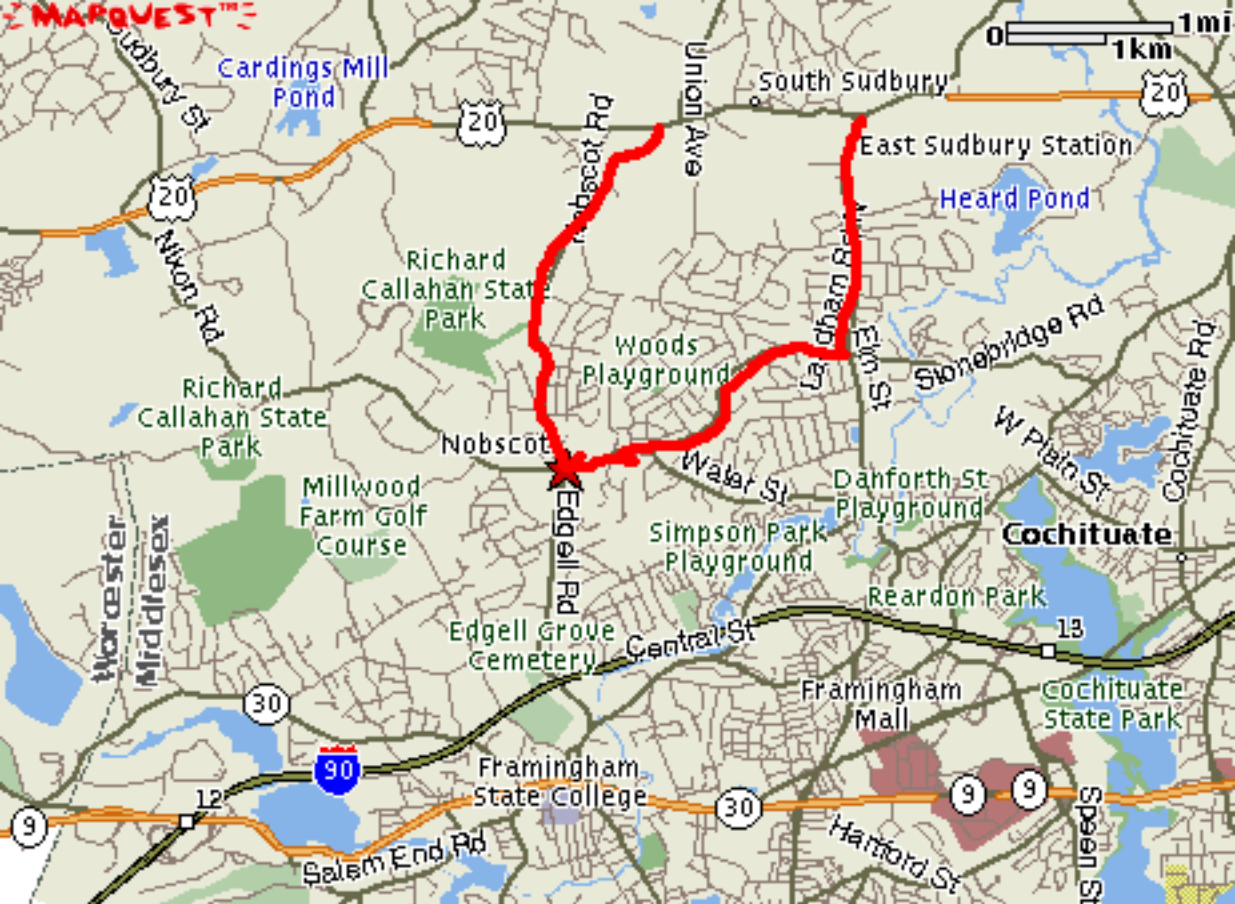 MAPQUEST™
0
1mi
1km
Sudbury St
Cardings Mill
Pond
20
Nobscot Rd
Union Ave
South Sudbury
20
20
East Sudbury Station
Heard Pond
Nixon Rd
Richard
Callahan State
Park
Landham Rd
Elm St
Stonebridge Rd
Cochituate Rd
Woods
Playground
Richard
Callahan State
Park
Nobscot
Water St
W Plain St
Millwood
Farm Golf
Course
Danforth St
Playground
Simpson Park
Playground
Cochituate
Edgell Rd
Worcester
Middlesex
Reardon Park
Edgell Grove
Cemetery
Central St
13
30
Framingham
Mall
Cochituate
State Park
90
Framingham
State College
12
9
30
9
9
Salem End Rd
Hartford St
Speen St